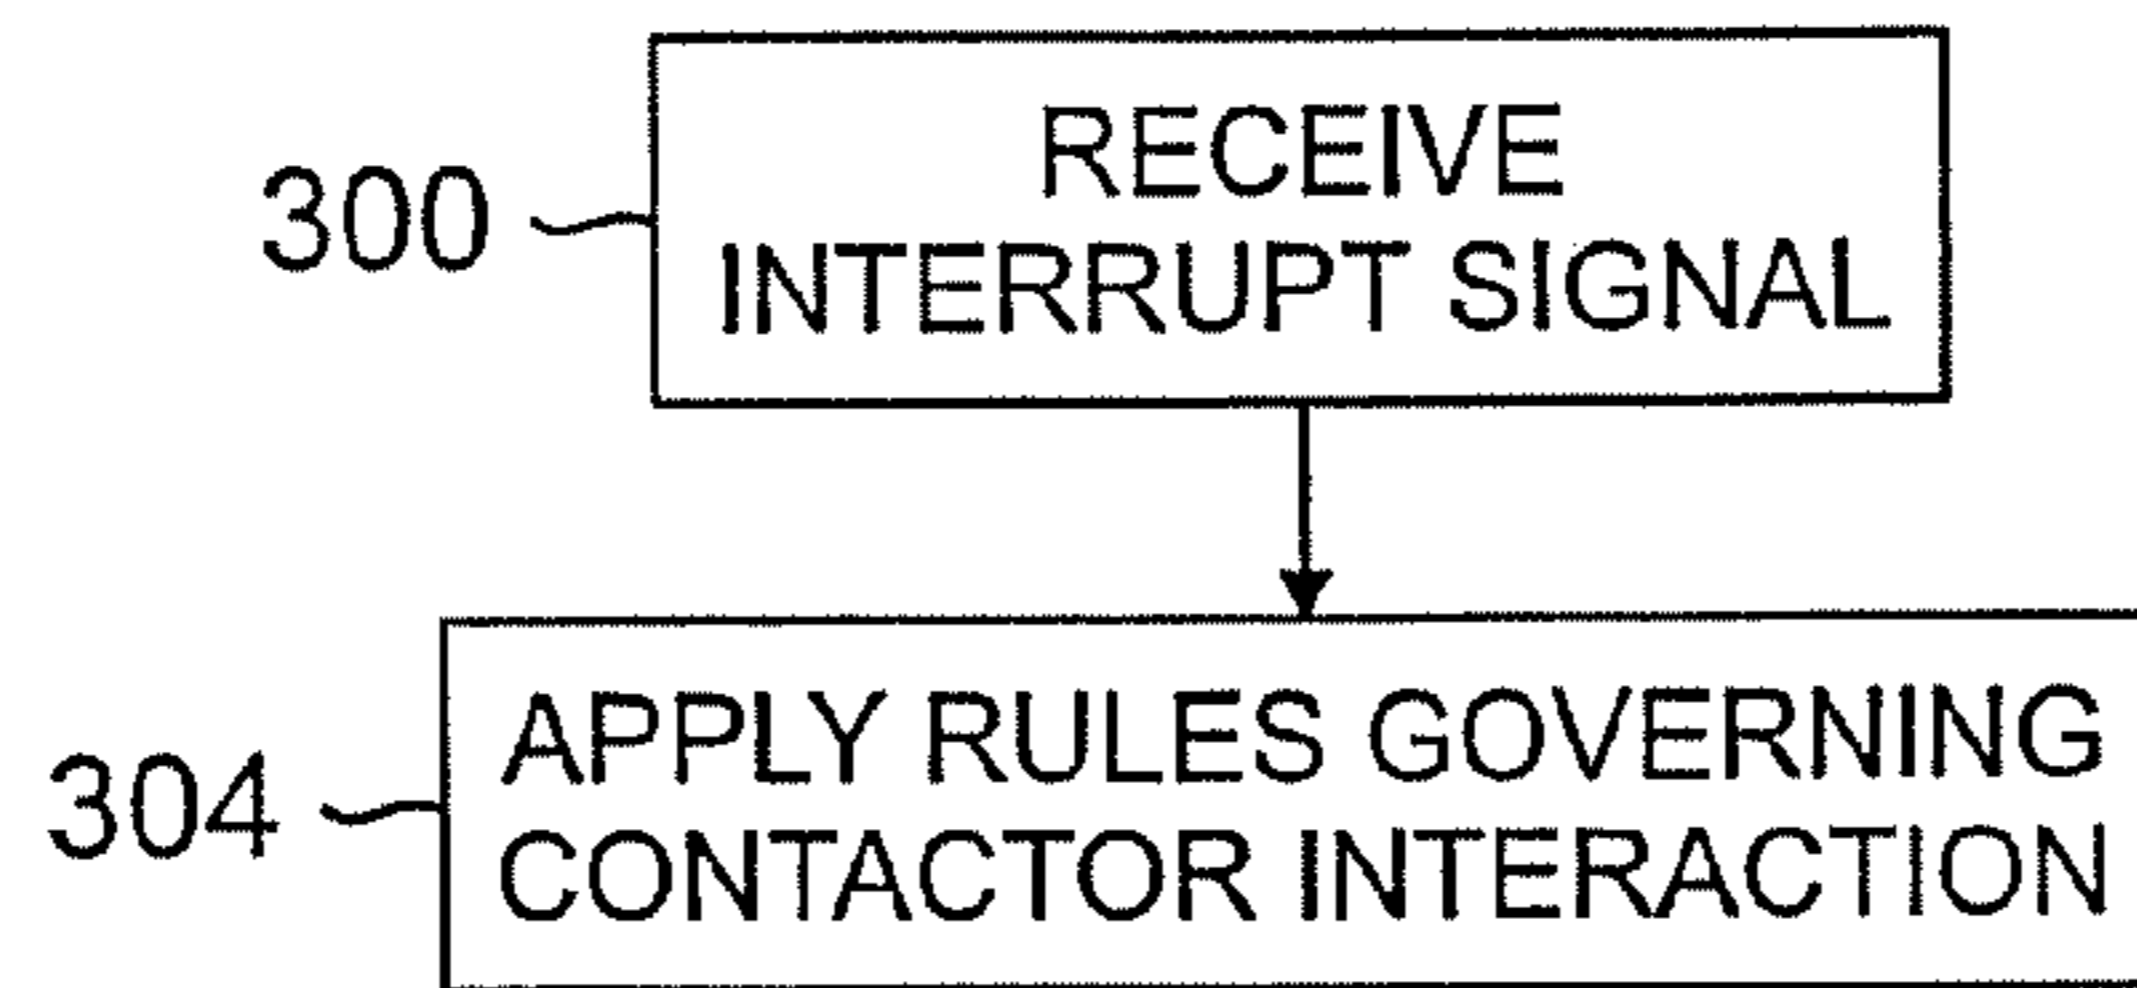 300
RECEIVE
INTERRUPT SIGNAL
304
APPLY RULES GOVERNING
CONTACTOR INTERACTION